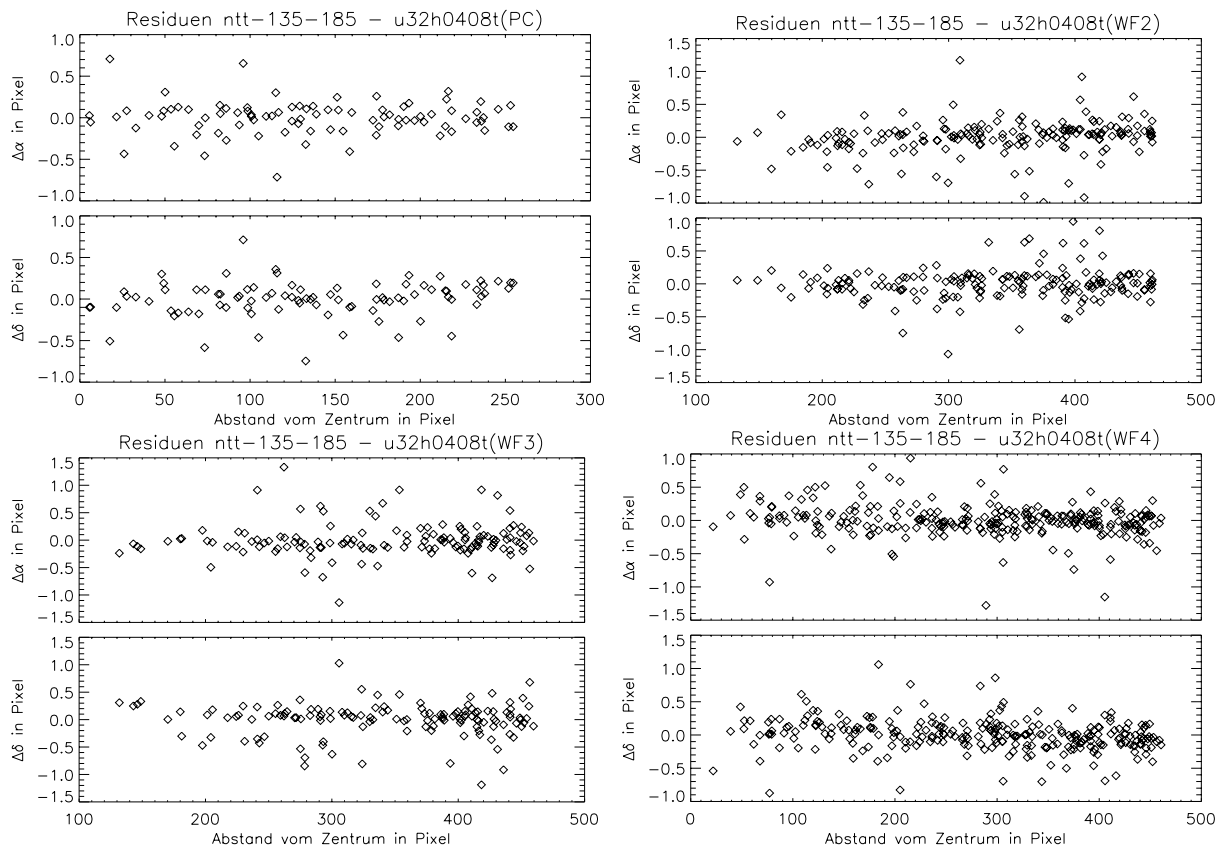 Residuen ntt-135-185 - u32h0408t(PC)
1.0
0.5
0.0
-0.5
-1.0
Δα in Pixel
1.0
0.5
0.0
-0.5
-1.0
Δδ in Pixel
0 50 100 150 200 250 300
Abstand vom Zentrum in Pixel
Residuen ntt-135-185 - u32h0408t(WF2)
1.5
1.0
0.5
0.0
-0.5
-1.0
Δα in Pixel
1.0
0.5
0.0
-0.5
-1.0
-1.5
Δδ in Pixel
100 200 300 400 500
Abstand vom Zentrum in Pixel
Residuen ntt-135-185 - u32h0408t(WF3)
1.5
1.0
0.5
0.0
-0.5
-1.0
-1.5
Δα in Pixel
1.5
1.0
0.5
0.0
-0.5
-1.0
-1.5
Δδ in Pixel
100 200 300 400 500
Abstand vom Zentrum in Pixel
Residuen ntt-135-185 - u32h0408t(WF4)
1.0
0.5
0.0
-0.5
-1.0
-1.5
Δα in Pixel
1.5
1.0
0.5
0.0
-0.5
-1.0
Δδ in Pixel
0 100 200 300 400 500
Abstand vom Zentrum in Pixel